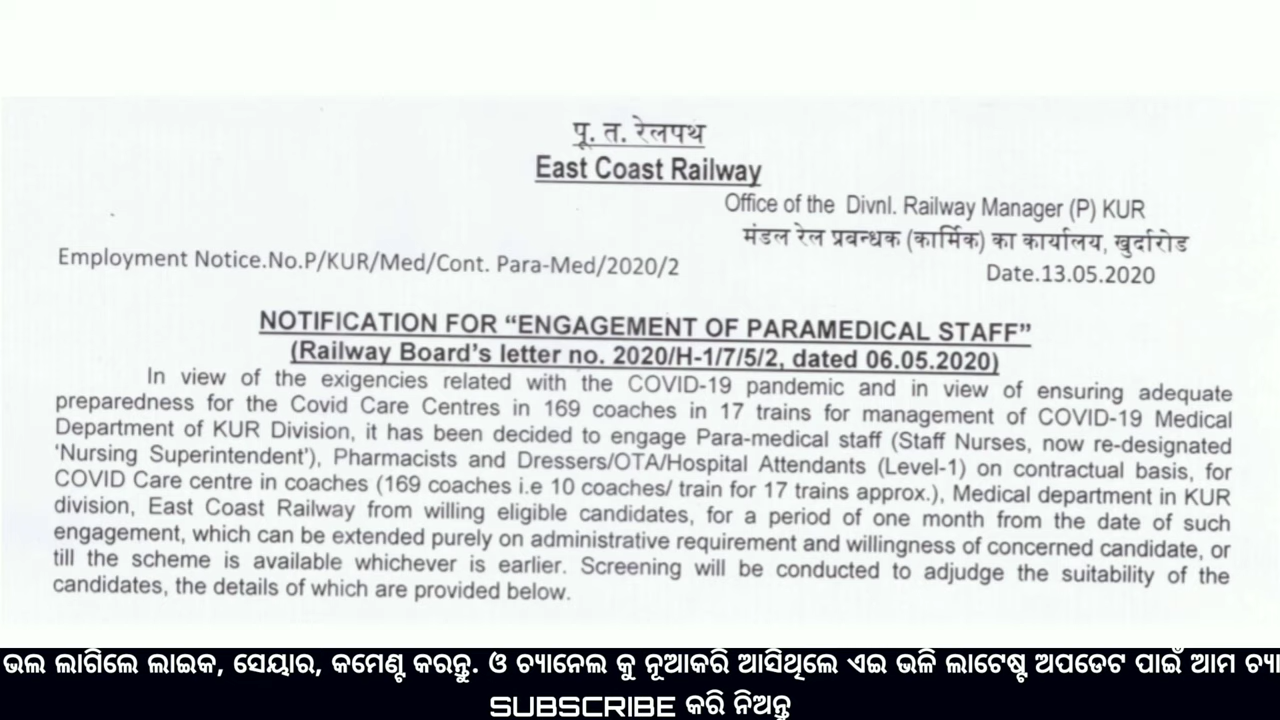 पू. त. रेलपथ
East Coast Railway
Office of the Divnl. Railway Manager (P) KUR
मंडल रेल प्रबन्धक (कार्मिक) का कार्यालय, खुर्दारोड
Employment Notice.No.P/KUR/Med/Cont. Para-Med/2020/2
Date.13.05.2020
NOTIFICATION FOR “ENGAGEMENT OF PARAMEDICAL STAFF”
(Railway Board’s letter no. 2020/H-1/7/5/2, dated 06.05.2020)
In view of the exigencies related with the COVID-19 pandemic and in view of ensuring adequate
preparedness for the Covid Care Centres in 169 coaches in 17 trains for management of COVID-19 Medical
Department of KUR Division, it has been decided to engage Para-medical staff (Staff Nurses, now re-designated
‘Nursing Superintendent’), Pharmacists and Dressers/OTA/Hospital Attendants (Level-1) on contractual basis, for
COVID Care centre in coaches (169 coaches i.e 10 coaches/ train for 17 trains approx.), Medical department in KUR
division, East Coast Railway from willing eligible candidates, for a period of one month from the date of such
engagement, which can be extended purely on administrative requirement and willingness of concerned candidate, or
till the scheme is available whichever is earlier. Screening will be conducted to adjudge the suitability of the
candidates, the details of which are provided below.
ଭଲ ଲାଗିଲେ ଲାଇକ, ସେୟାର, କମେଣ୍ଟ କରନ୍ତୁ. ଓ ଚ୍ୟାନେଲ କୁ ନୂଆକରି ଆସିଥିଲେ ଏଇ ଭଳି ଲାଟେଷ୍ଟ ଅପଡେଟ ପାଇଁ ଆମ ଚ୍ୟା
SUBSCRIBE କରି ନିଅନ୍ତୁ